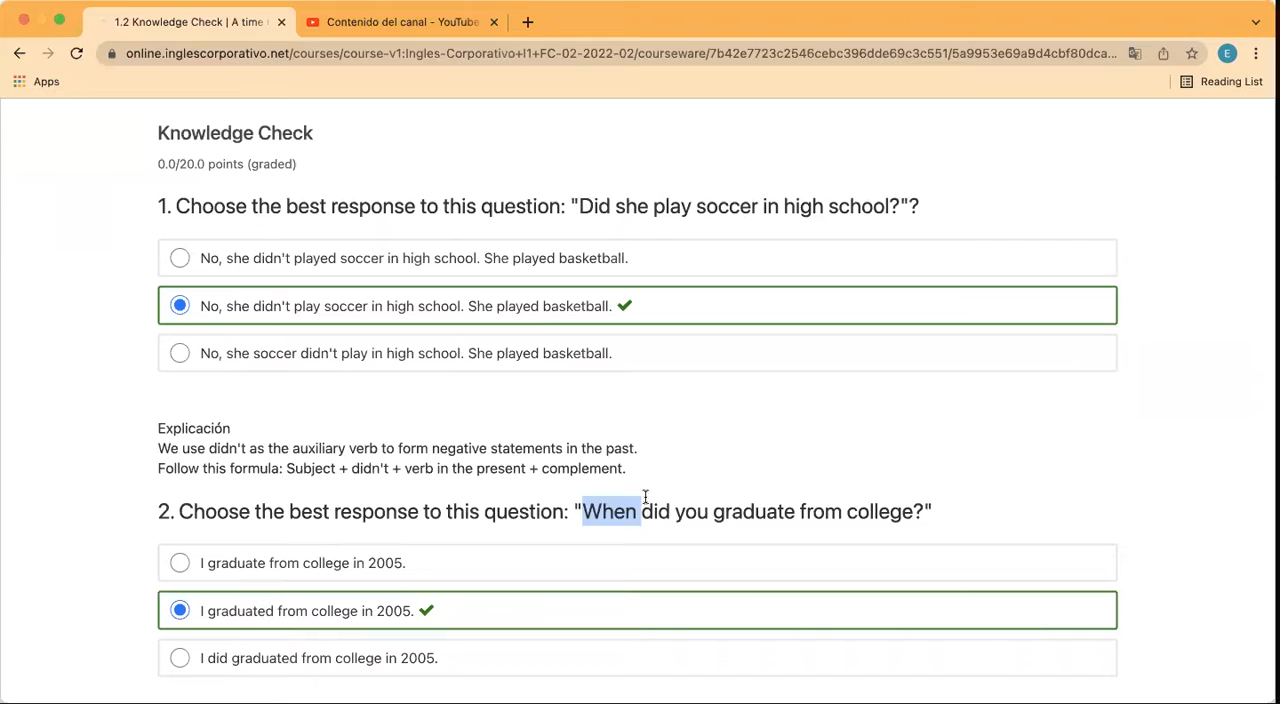 1.2 Knowledge Check | A time
Contenido del canal - YouTube
online.inglescorporativo.net/courses/course-v1:Ingles-Corporativo+I1+FC-02-2022-02/courseware/7b42e7723c2546cebc396dde69c3c551/5a9953e69a9d4cbf80dca...
E
Apps
Reading List
Knowledge Check
0.0/20.0 points (graded)
1. Choose the best response to this question: "Did she play soccer in high school?"?
No, she didn't played soccer in high school. She played basketball.
No, she didn't play soccer in high school. She played basketball.
No, she soccer didn't play in high school. She played basketball.
Explicación
We use didn't as the auxiliary verb to form negative statements in the past.
Follow this formula: Subject + didn't + verb in the present + complement.
2. Choose the best response to this question: "When did you graduate from college?"
I graduate from college in 2005.
I graduated from college in 2005.
I did graduated from college in 2005.